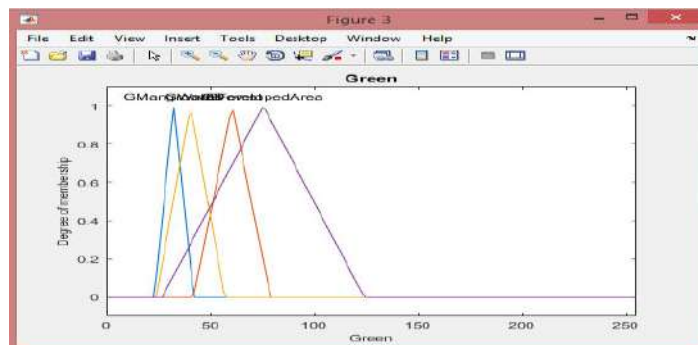 Figure 3
File Edit View Insert Tools Desktop Window Help
Green
1
0.8
0.6
0.4
0.2
0
Degree of membership
0 50 100 150 200 250
Green